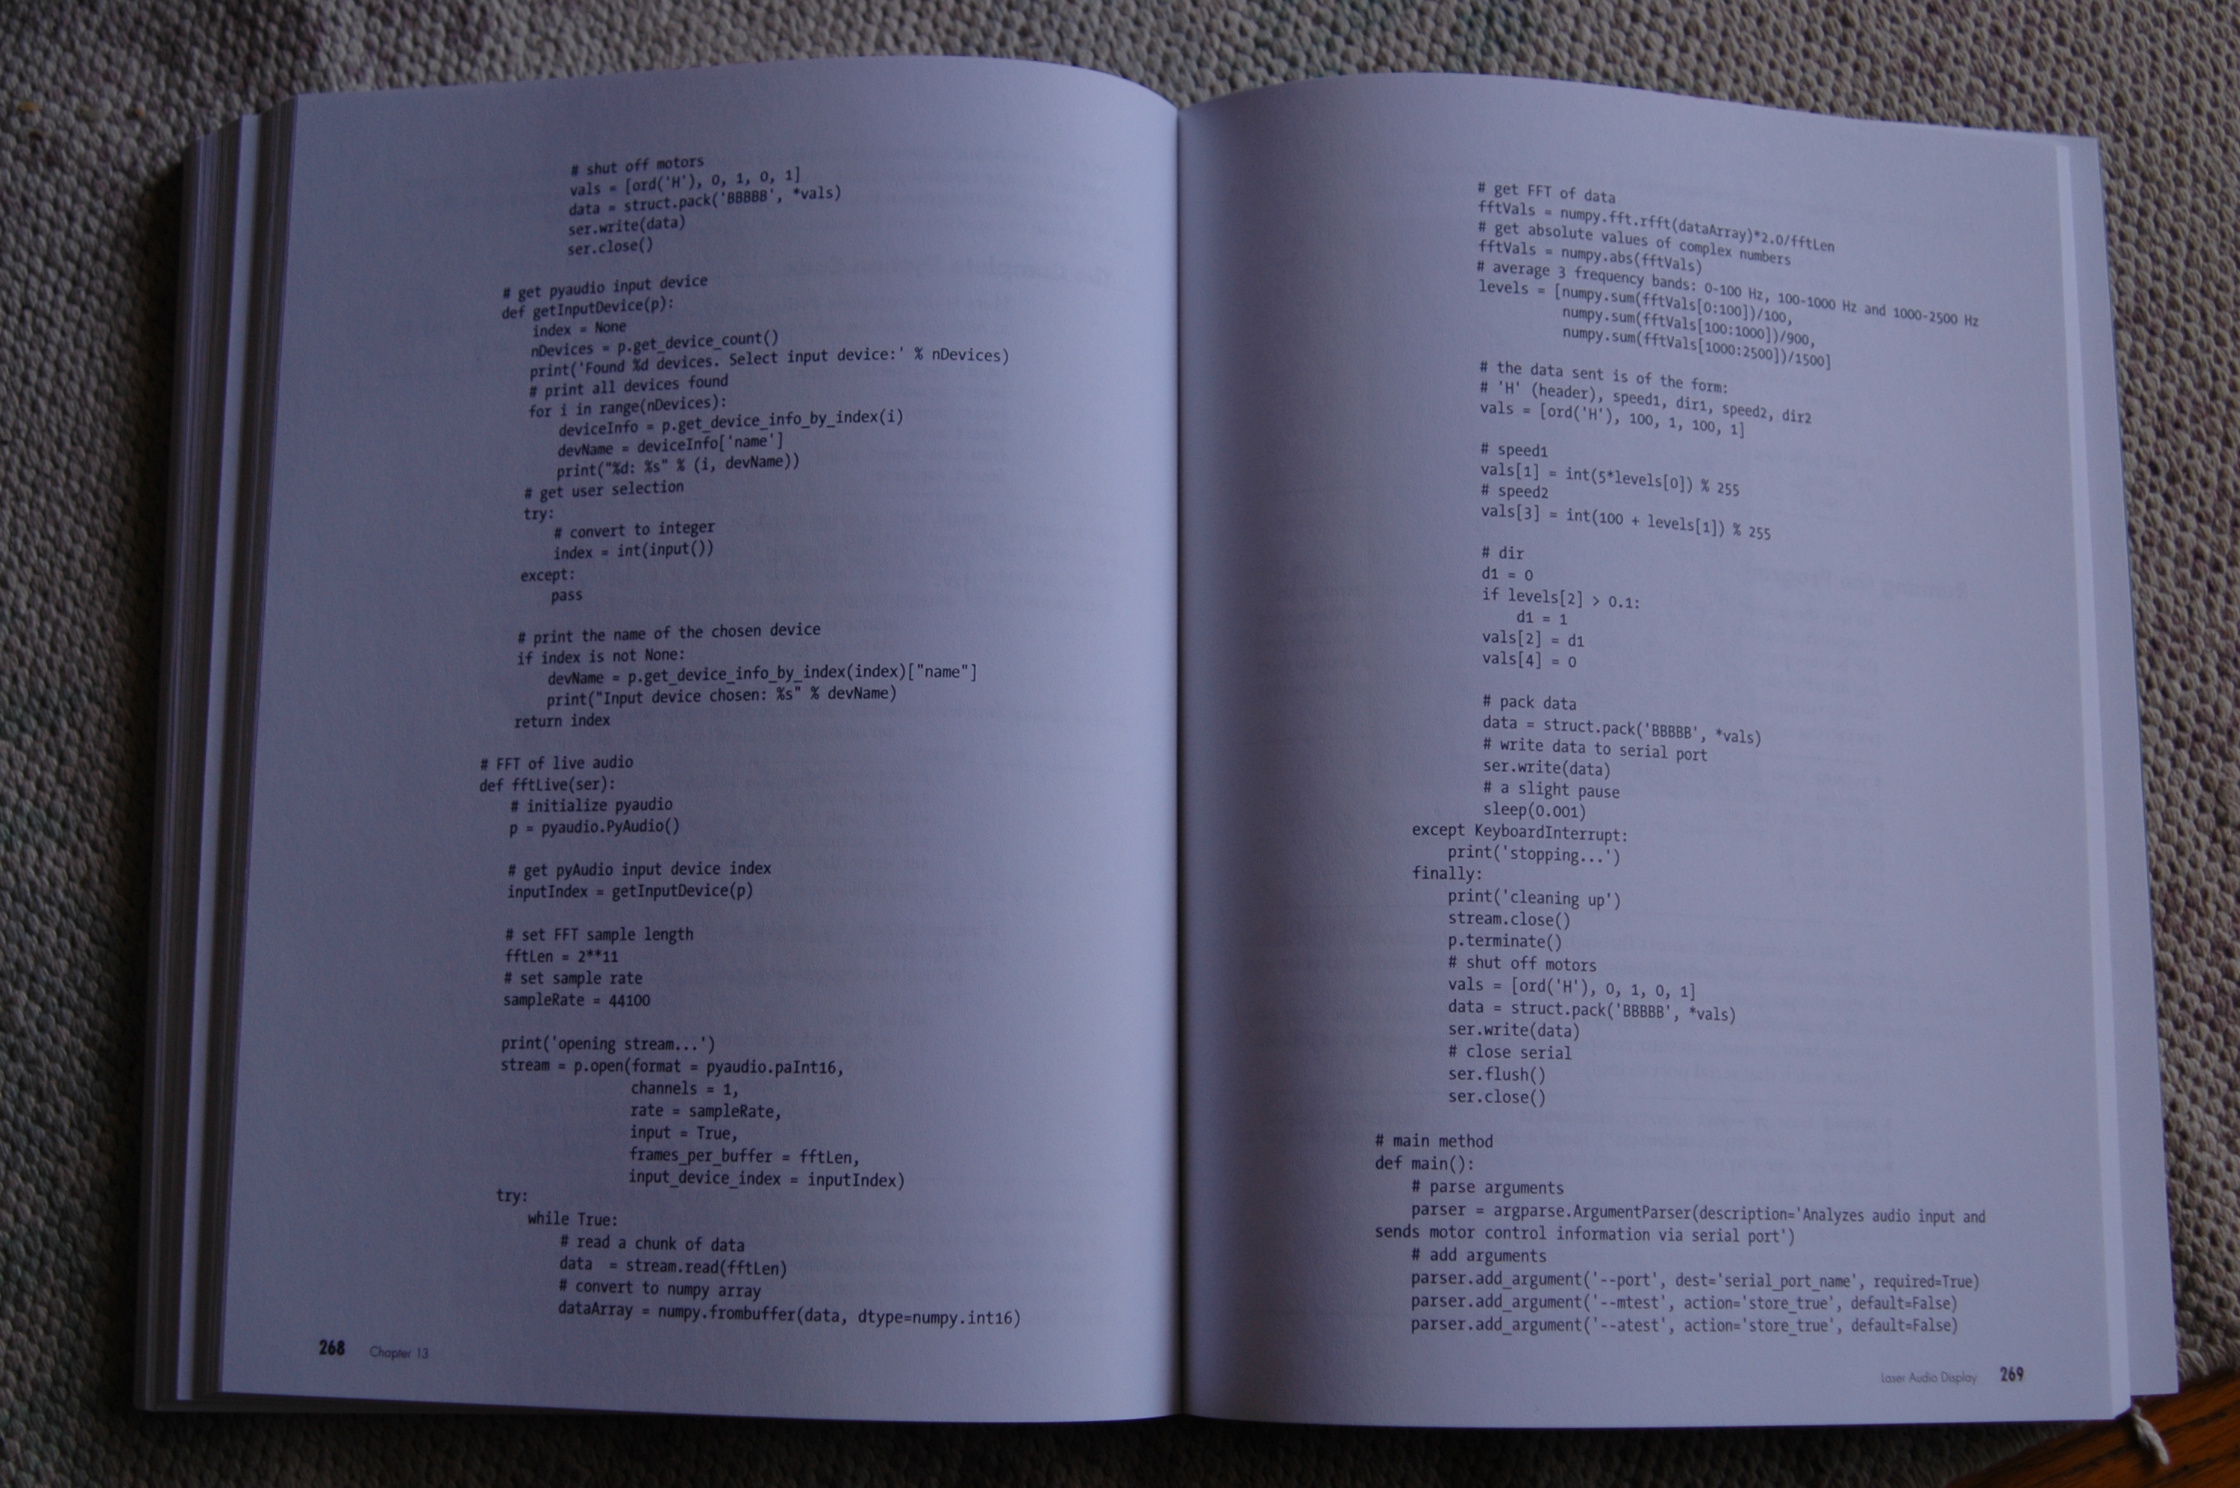 # shut off motors
vals = [ord('H'), 0, 1, 0, 1]
data = struct.pack('BBBBB', *vals)
ser.write(data)
ser.close()
# get pyaudio input device
def getInputDevice(p):
index = None
nDevices = p.get_device_count()
print('Found %d devices. Select input device:' % nDevices)
# print all devices found
for i in range(nDevices):
deviceInfo = p.get_device_info_by_index(i)
devName = deviceInfo['name']
print("%d: %s" % (i, devName))
# get user selection
try:
# convert to integer
index = int(input())
except:
pass
# print the name of the chosen device
if index is not None:
devName = p.get_device_info_by_index(index)["name"]
print("Input device chosen: %s" % devName)
return index
# FFT of live audio
def fftLive(ser):
# initialize pyaudio
p = pyaudio.PyAudio()
# get pyAudio input device index
inputIndex = getInputDevice(p)
# set FFT sample length
fftLen = 2**11
# set sample rate
sampleRate = 44100
print('opening stream...')
stream = p.open(format = pyaudio.paInt16,
channels = 1,
rate = sampleRate,
input = True,
frames_per_buffer = fftLen,
input_device_index = inputIndex)
try:
while True:
# read a chunk of data
data  = stream.read(fftLen)
# convert to numpy array
dataArray = numpy.frombuffer(data, dtype=numpy.int16)
268 Chapter 13
# get FFT of data
fftVals = numpy.fft.rfft(dataArray)*2.0/fftLen
# get absolute values of complex numbers
fftVals = numpy.abs(fftVals)
# average 3 frequency bands: 0-100 Hz, 100-1000 Hz and 1000-2500 Hz
levels = [numpy.sum(fftVals[0:100])/100,
numpy.sum(fftVals[100:1000])/900,
numpy.sum(fftVals[1000:2500])/1500]
# the data sent is of the form:
# 'H' (header), speed1, dir1, speed2, dir2
vals = [ord('H'), 100, 1, 100, 1]
# speed1
vals[1] = int(5*levels[0]) % 255
# speed2
vals[3] = int(100 + levels[1]) % 255
# dir
d1 = 0
if levels[2] > 0.1:
d1 = 1
vals[2] = d1
vals[4] = 0
# pack data
data = struct.pack('BBBBB', *vals)
# write data to serial port
ser.write(data)
# a slight pause
sleep(0.001)
except KeyboardInterrupt:
print('stopping...')
finally:
print('cleaning up')
stream.close()
p.terminate()
# shut off motors
vals = [ord('H'), 0, 1, 0, 1]
data = struct.pack('BBBBB', *vals)
ser.write(data)
# close serial
ser.flush()
ser.close()
# main method
def main():
# parse arguments
parser = argparse.ArgumentParser(description='Analyzes audio input and
sends motor control information via serial port')
# add arguments
parser.add_argument('--port', dest='serial_port_name', required=True)
parser.add_argument('--mtest', action='store_true', default=False)
parser.add_argument('--atest', action='store_true', default=False)
Laser Audio Display 269